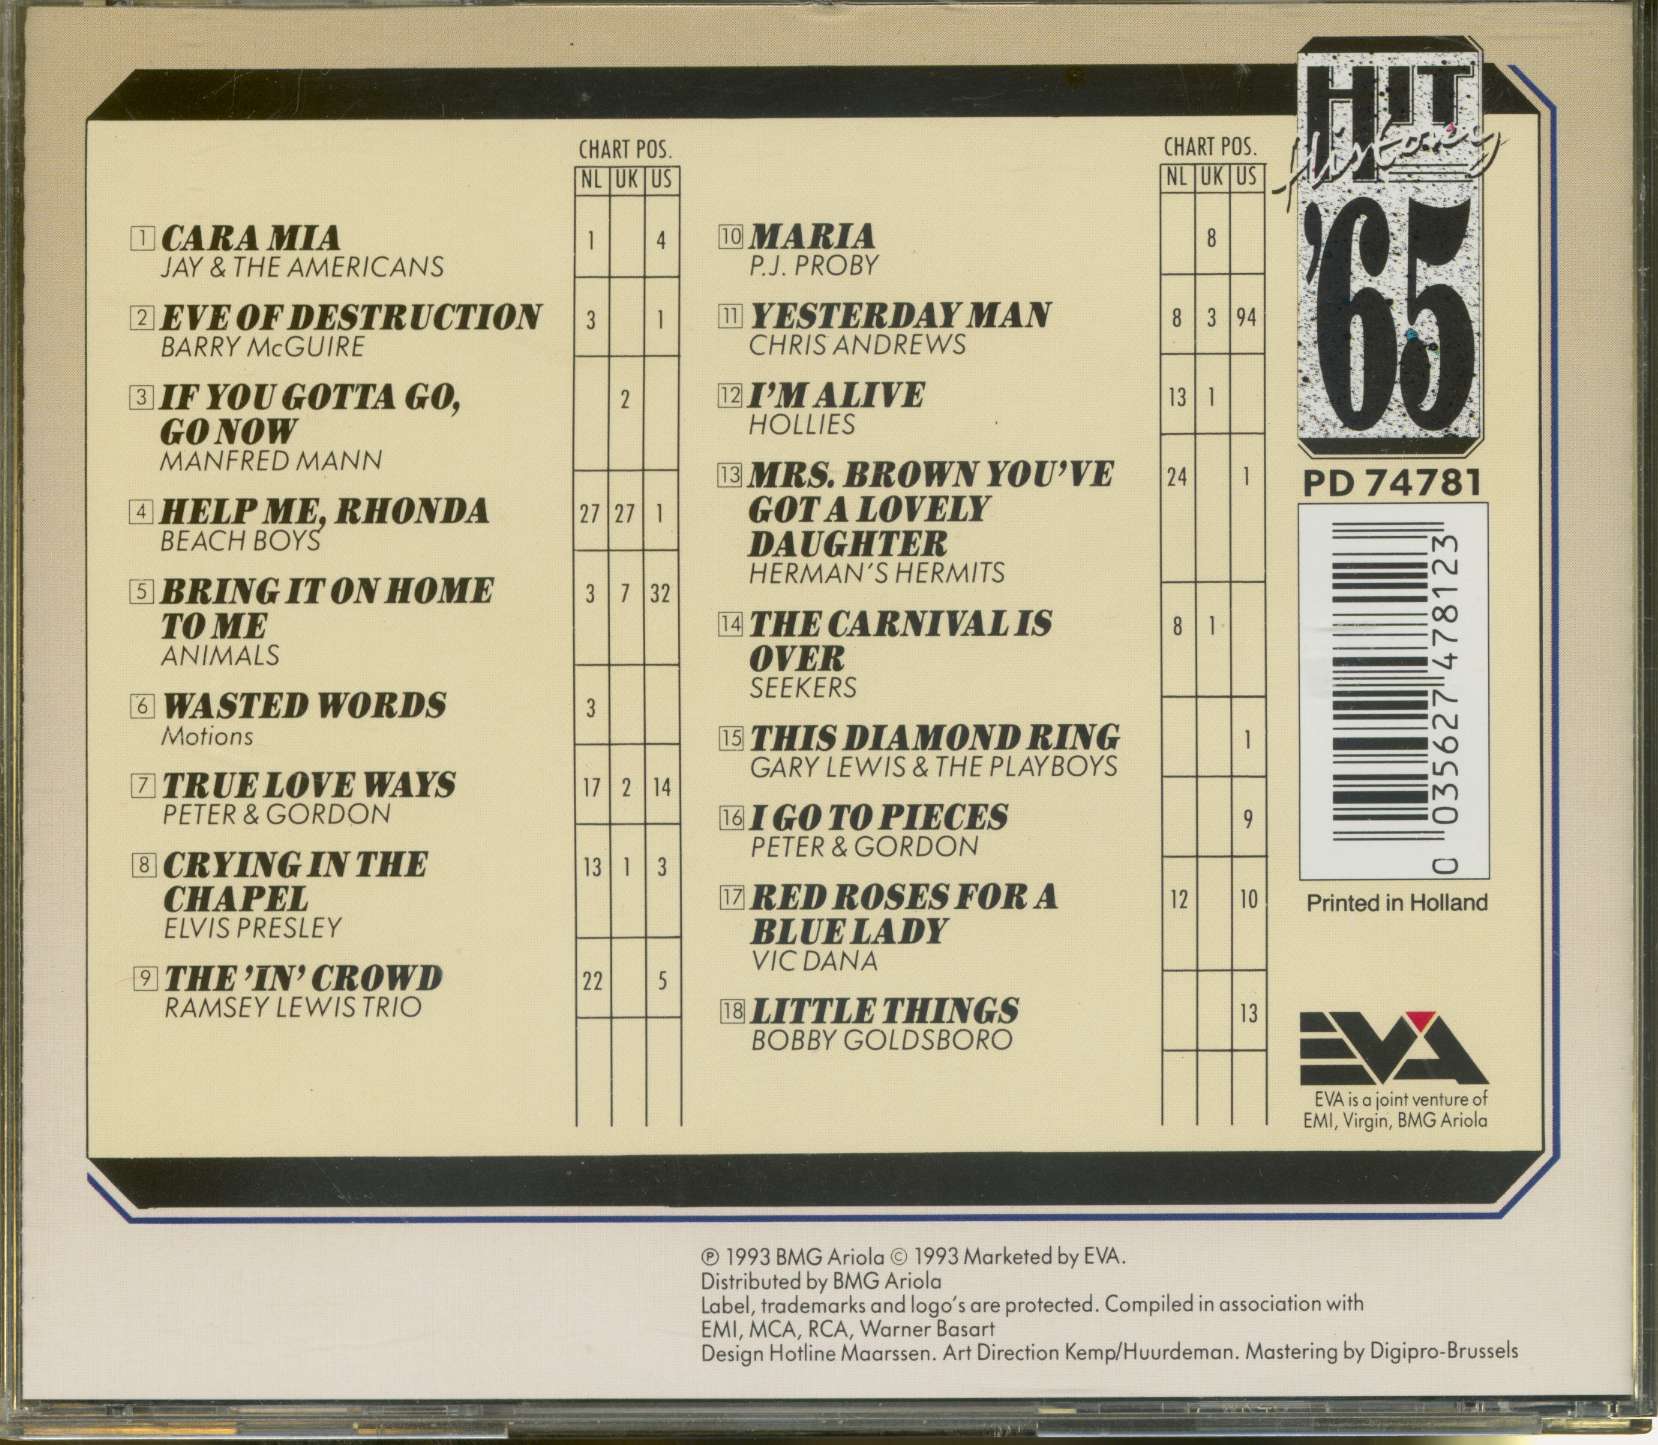 CHART POS.
NL UK US
1 CARA MIA 1 4
JAY & THE AMERICANS
2 EVE OF DESTRUCTION 3 1
BARRY McGUIRE
3 IF YOU GOTTA GO, 2
GO NOW
MANFRED MANN
4 HELP ME, RHONDA 27 27 1
BEACH BOYS
5 BRING IT ON HOME 3 7 32
TO ME
ANIMALS
6 WASTED WORDS 3
Motions
7 TRUE LOVE WAYS 17 2 14
PETER & GORDON
8 CRYING IN THE 13 1 3
CHAPEL
ELVIS PRESLEY
9 THE 'IN' CROWD 22 5
RAMSEY LEWIS TRIO
CHART POS.
NL UK US
10 MARIA 8
P.J. PROBY
11 YESTERDAY MAN 8 3 94
CHRIS ANDREWS
12 I'M ALIVE 13 1
HOLLIES
13 MRS. BROWN YOU'VE 24 1
GOT A LOVELY
DAUGHTER
HERMAN'S HERMITS
14 THE CARNIVAL IS 8 1
OVER
SEEKERS
15 THIS DIAMOND RING 1
GARY LEWIS & THE PLAYBOYS
16 I GO TO PIECES 9
PETER & GORDON
17 RED ROSES FOR A 12 10
BLUE LADY
VIC DANA
18 LITTLE THINGS 13
BOBBY GOLDSBORO
HIT
History
'65
PD 74781
0 035627 478123
Printed in Holland
EVA
EVA is a joint venture of
EMI, Virgin, BMG Ariola
℗ 1993 BMG Ariola © 1993 Marketed by EVA.
Distributed by BMG Ariola
Label, trademarks and logo's are protected. Compiled in association with
EMI, MCA, RCA, Warner Basart
Design Hotline Maarssen. Art Direction Kemp/Huurdeman. Mastering by Digipro-Brussels